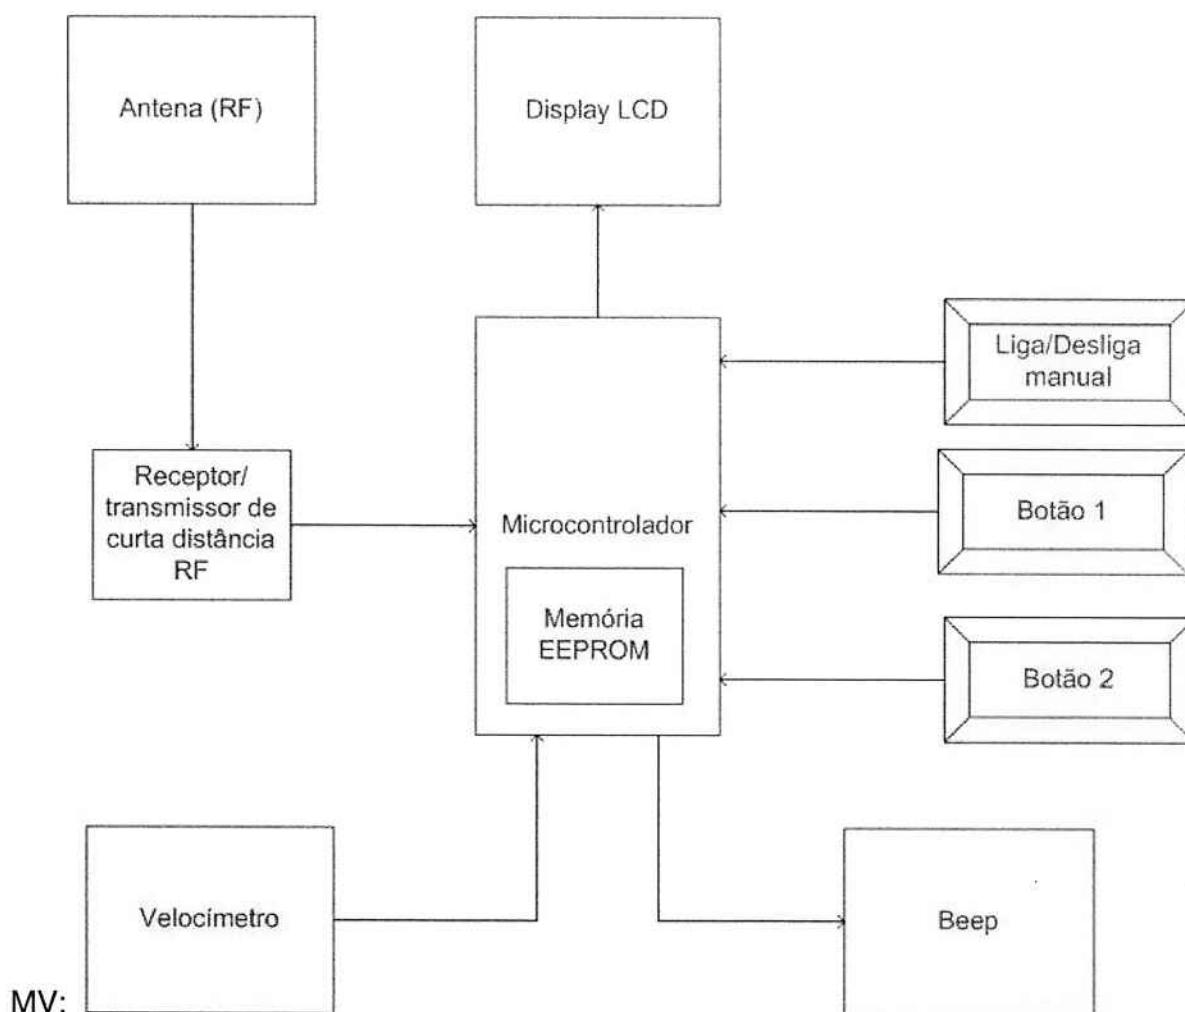 Antena (RF)
Display LCD
Liga/Desliga
manual
Receptor/
transmissor de
curta distância
RF
Microcontrolador
Botão 1
Memória
EEPROM
Botão 2
Velocímetro
Beep
MV: